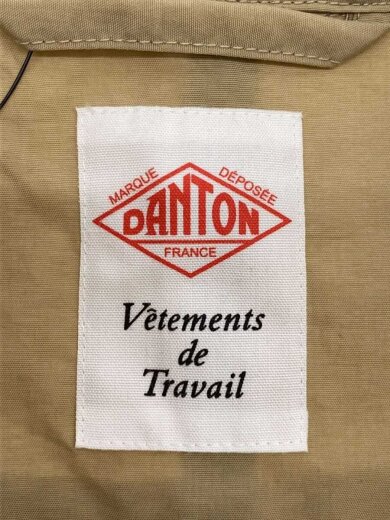 MARQUE DÉPOSÉE
DANTON
FRANCE
Vêtements
de
Travail